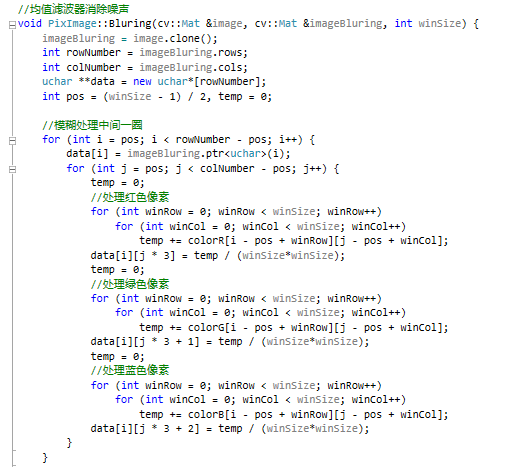 //均值滤波器消除噪声
void PixImage::Bluring(cv::Mat &image, cv::Mat &imageBluring, int winSize) {
    imageBluring = image.clone();
    int rowNumber = imageBluring.rows;
    int colNumber = imageBluring.cols;
    uchar **data = new uchar*[rowNumber];
    int pos = (winSize - 1) / 2, temp = 0;

    //模糊处理中间一圈
    for (int i = pos; i < rowNumber - pos; i++) {
        data[i] = imageBluring.ptr<uchar>(i);
        for (int j = pos; j < colNumber - pos; j++) {
            temp = 0;
            //处理红色像素
            for (int winRow = 0; winRow < winSize; winRow++)
                for (int winCol = 0; winCol < winSize; winCol++)
                    temp += colorR[i - pos + winRow][j - pos + winCol];
            data[i][j * 3] = temp / (winSize*winSize);
            temp = 0;
            //处理绿色像素
            for (int winRow = 0; winRow < winSize; winRow++)
                for (int winCol = 0; winCol < winSize; winCol++)
                    temp += colorG[i - pos + winRow][j - pos + winCol];
            data[i][j * 3 + 1] = temp / (winSize*winSize);
            temp = 0;
            //处理蓝色像素
            for (int winRow = 0; winRow < winSize; winRow++)
                for (int winCol = 0; winCol < winSize; winCol++)
                    temp += colorB[i - pos + winRow][j - pos + winCol];
            data[i][j * 3 + 2] = temp / (winSize*winSize);
        }
    }